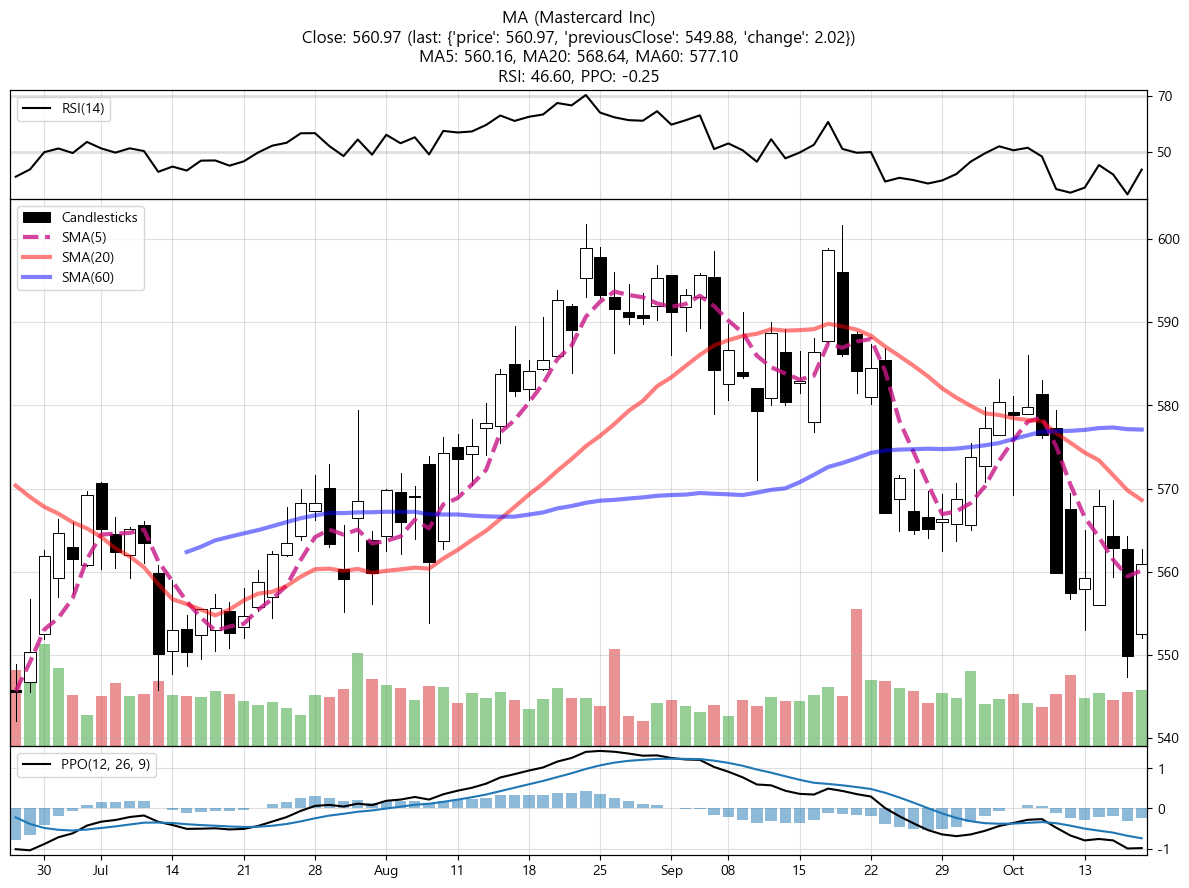 MA (Mastercard Inc)
Close: 560.97 (last: {'price': 560.97, 'previousClose': 549.88, 'change': 2.02})
MA5: 560.16, MA20: 568.64, MA60: 577.10
RSI: 46.60, PPO: -0.25
RSI(14)
70
50
Candlesticks
SMA(5)
SMA(20)
SMA(60)
600
590
580
570
560
550
540
PPO(12, 26, 9)
1
0
-1
30 Jul 14 21 28 Aug 11 18 25 Sep 08 15 22 29 Oct 13